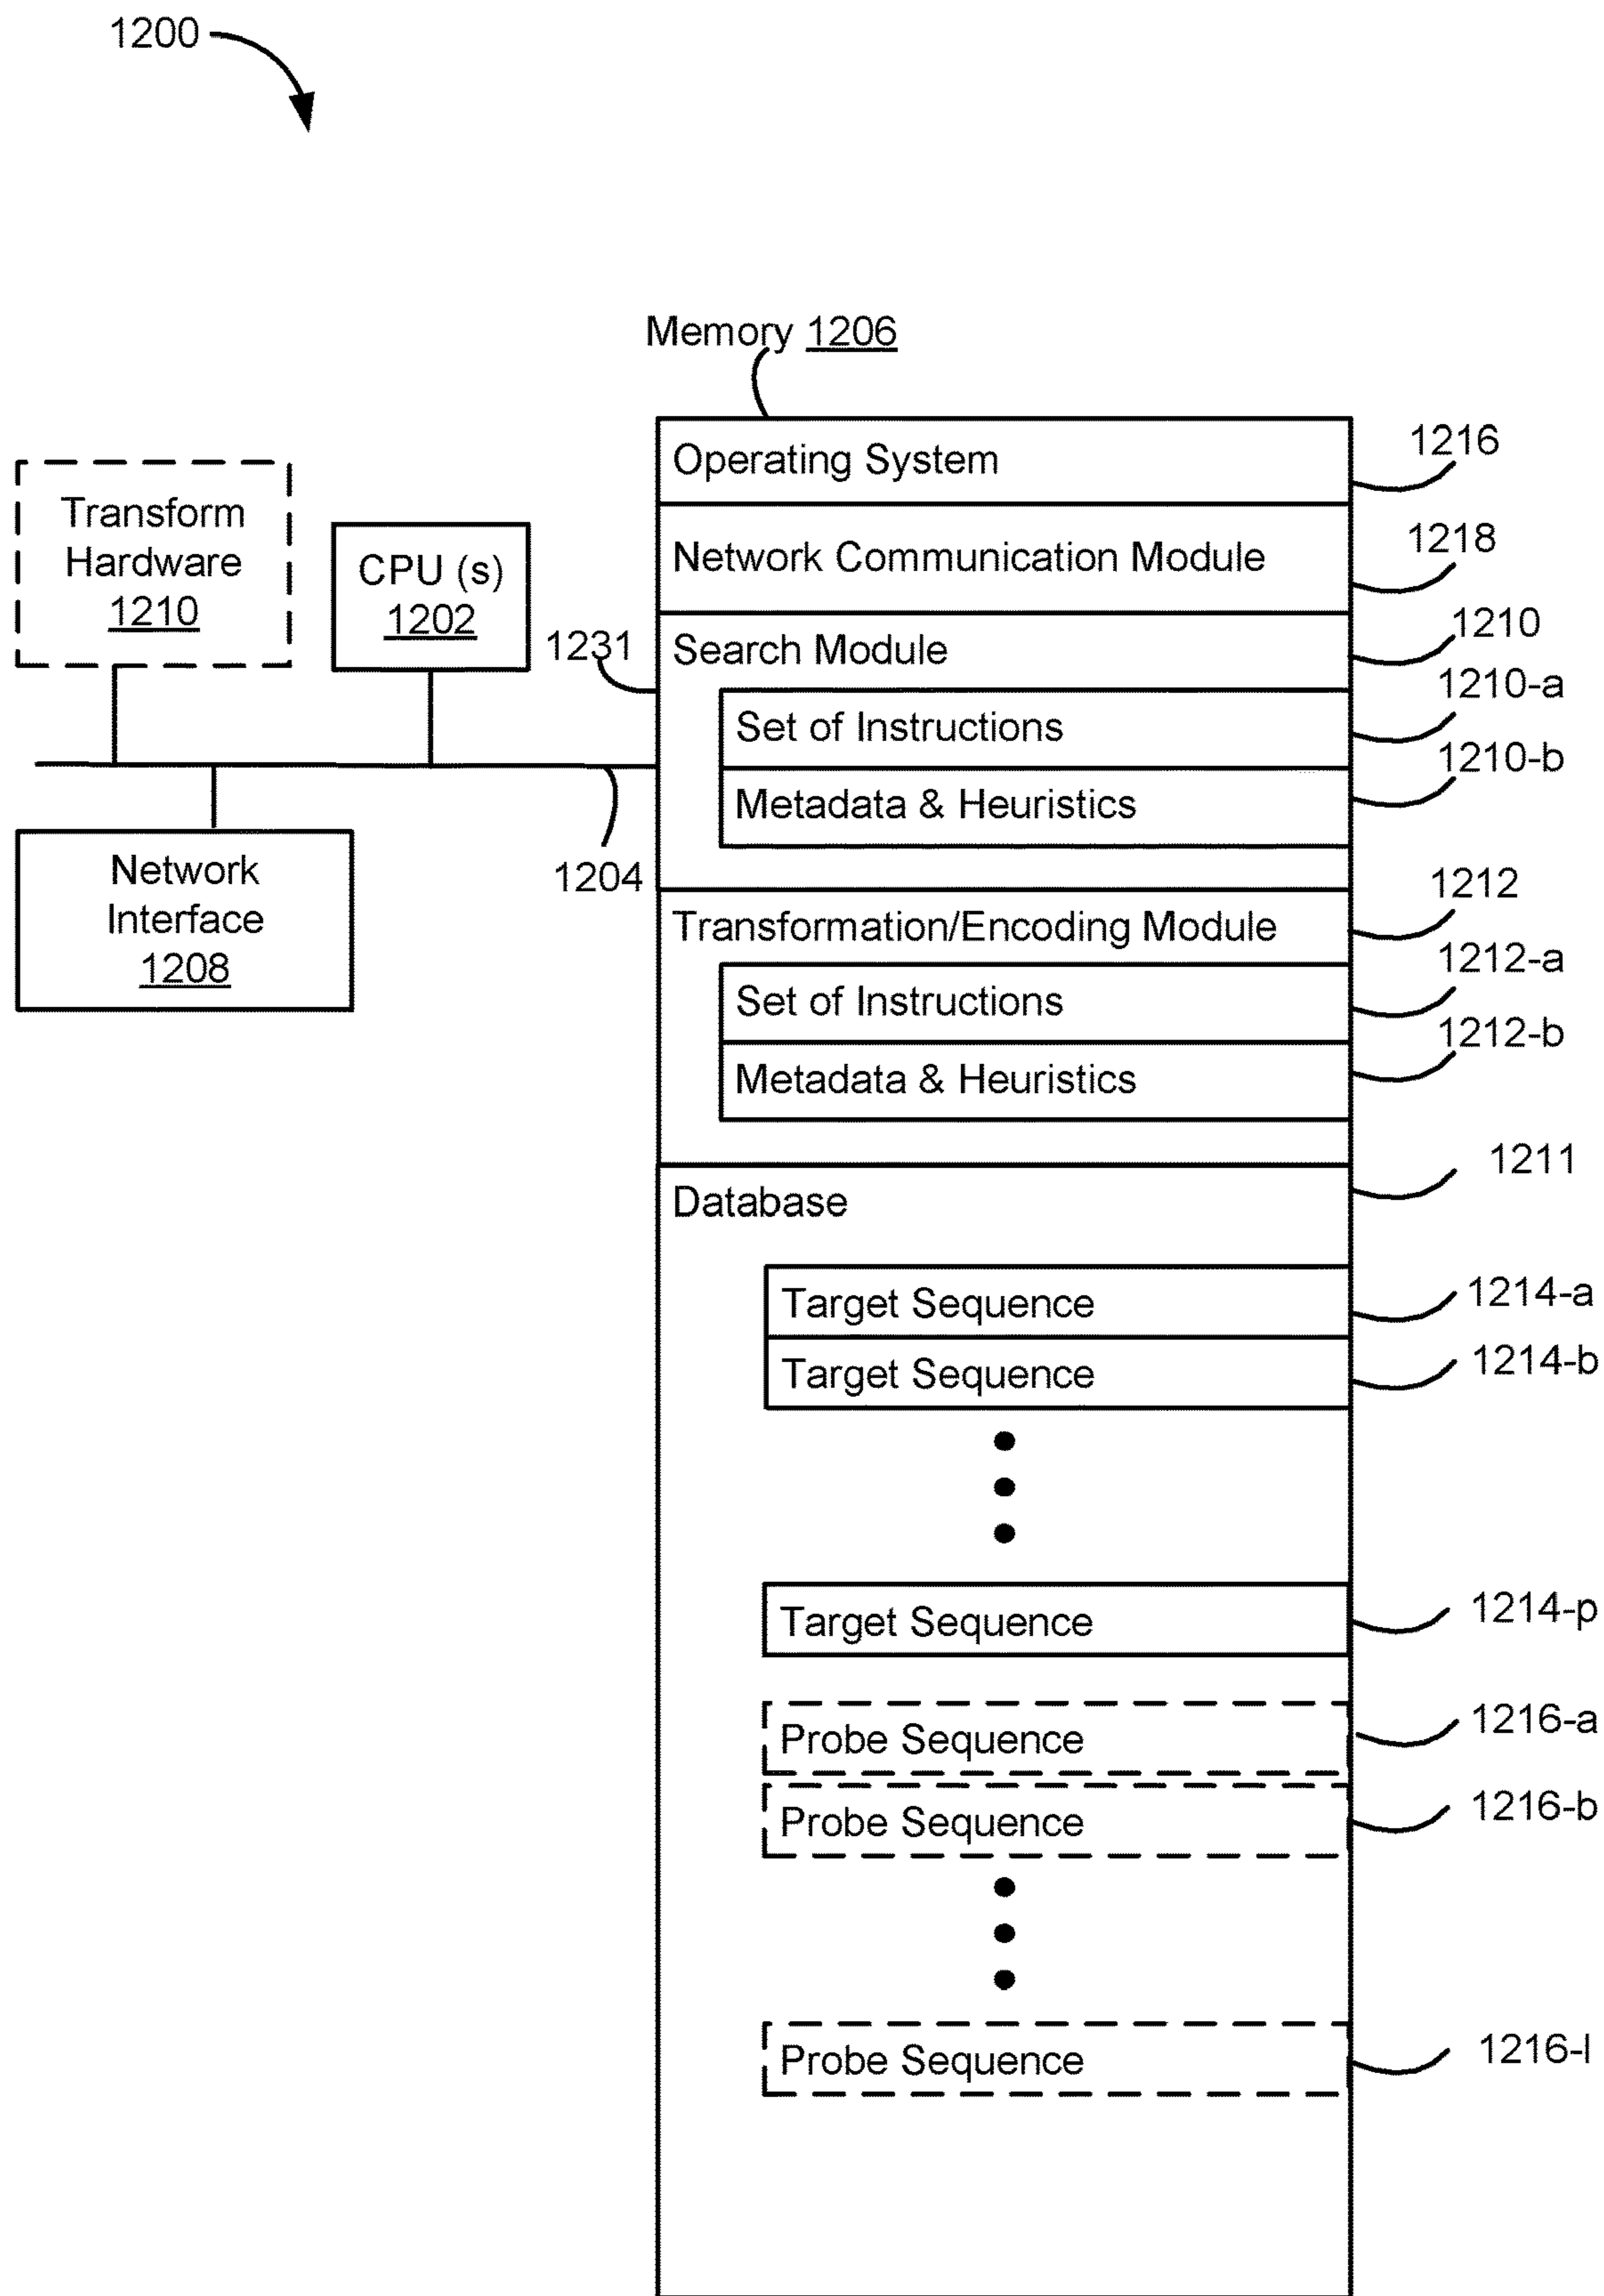 1200
Memory 1206
Operating System
1216
Network Communication Module
1218
Transform
Hardware
1210
CPU (s)
1202
1231
Search Module
1210
Set of Instructions
1210-a
Metadata & Heuristics
1210-b
1204
Network
Interface
1208
Transformation/Encoding Module
1212
Set of Instructions
1212-a
Metadata & Heuristics
1212-b
Database
1211
Target Sequence
1214-a
Target Sequence
1214-b
Target Sequence
1214-p
Probe Sequence
1216-a
Probe Sequence
1216-b
Probe Sequence
1216-l